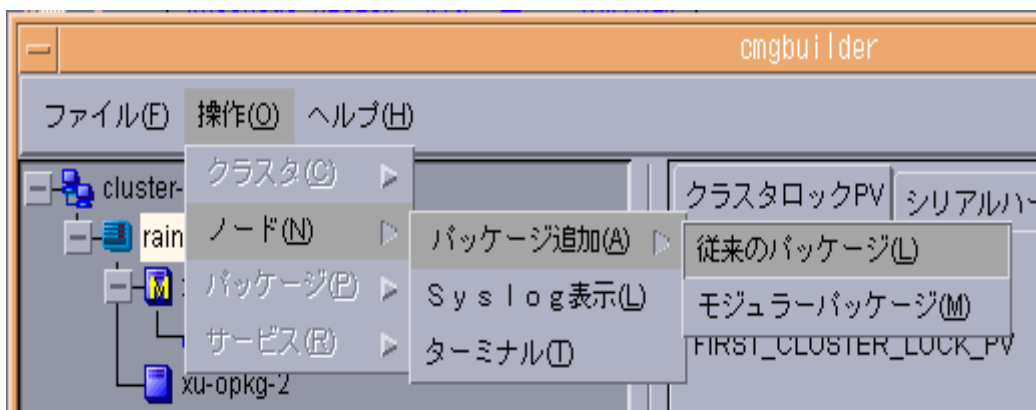 cmgbuilder
ファイル(F) 操作(O) ヘルプ(H)
クラスタ(C)
ノード(N)
パッケージ(P)
サービス(R)
パッケージ追加(A)
Ｓｙｓｌｏｇ表示(L)
ターミナル(T)
従来のパッケージ(L)
モジュラーパッケージ(M)
cluster-
rain
M
xu-opkg-2
クラスタロックPV シリアルハー
FIRST_CLUSTER_LOCK_PV